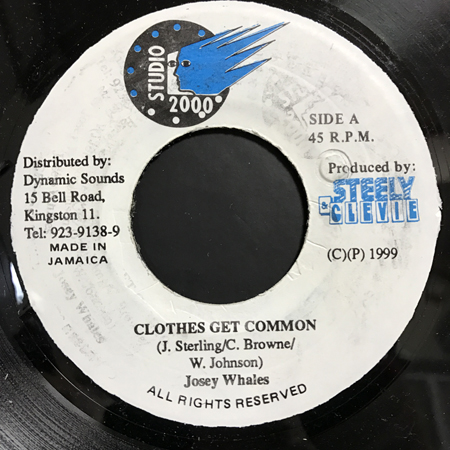 STUDIO
2000
SIDE A
45 R.P.M.
Distributed by:
Dynamic Sounds
15 Bell Road,
Kingston 11.
Tel: 923-9138-9
MADE IN
JAMAICA
Produced by:
STEELY
& CLEVIE
(C)(P) 1999
CLOTHES GET COMMON
(J. Sterling/C. Browne/
W. Johnson)
Josey Whales
ALL RIGHTS RESERVED